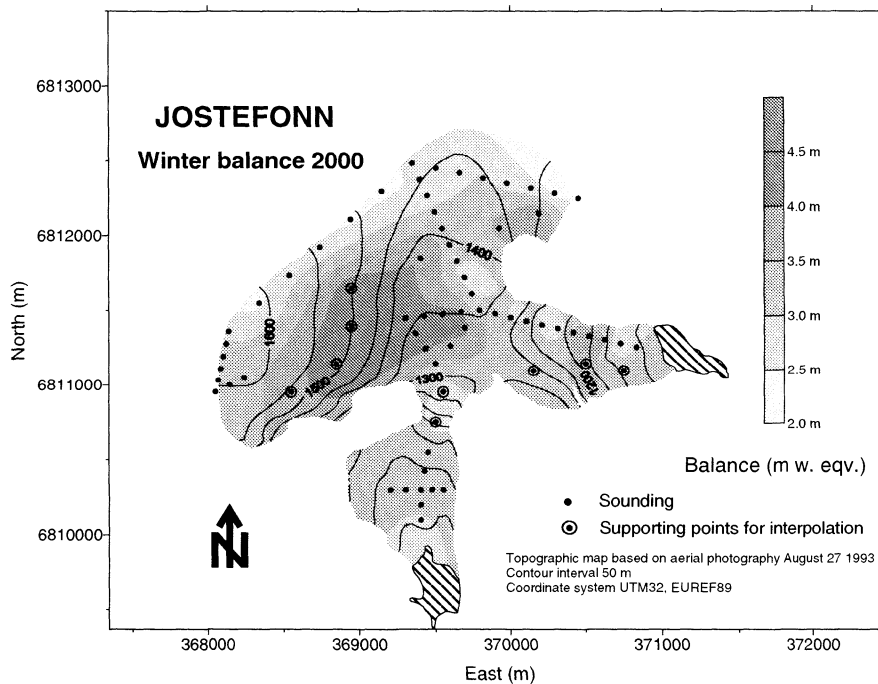 6813000
JOSTEFONN
Winter balance 2000
4.5 m
4.0 m
6812000
1400
3.5 m
North (m)
3.0 m
1600
2.5 m
6811000
1500
1300
1200
2.0 m
Balance (m w. eqv.)
Sounding
Supporting points for interpolation
6810000
N
Topographic map based on aerial photography August 27 1993
Contour interval 50 m
Coordinate system UTM32, EUREF89
368000 369000 370000 371000 372000
East (m)